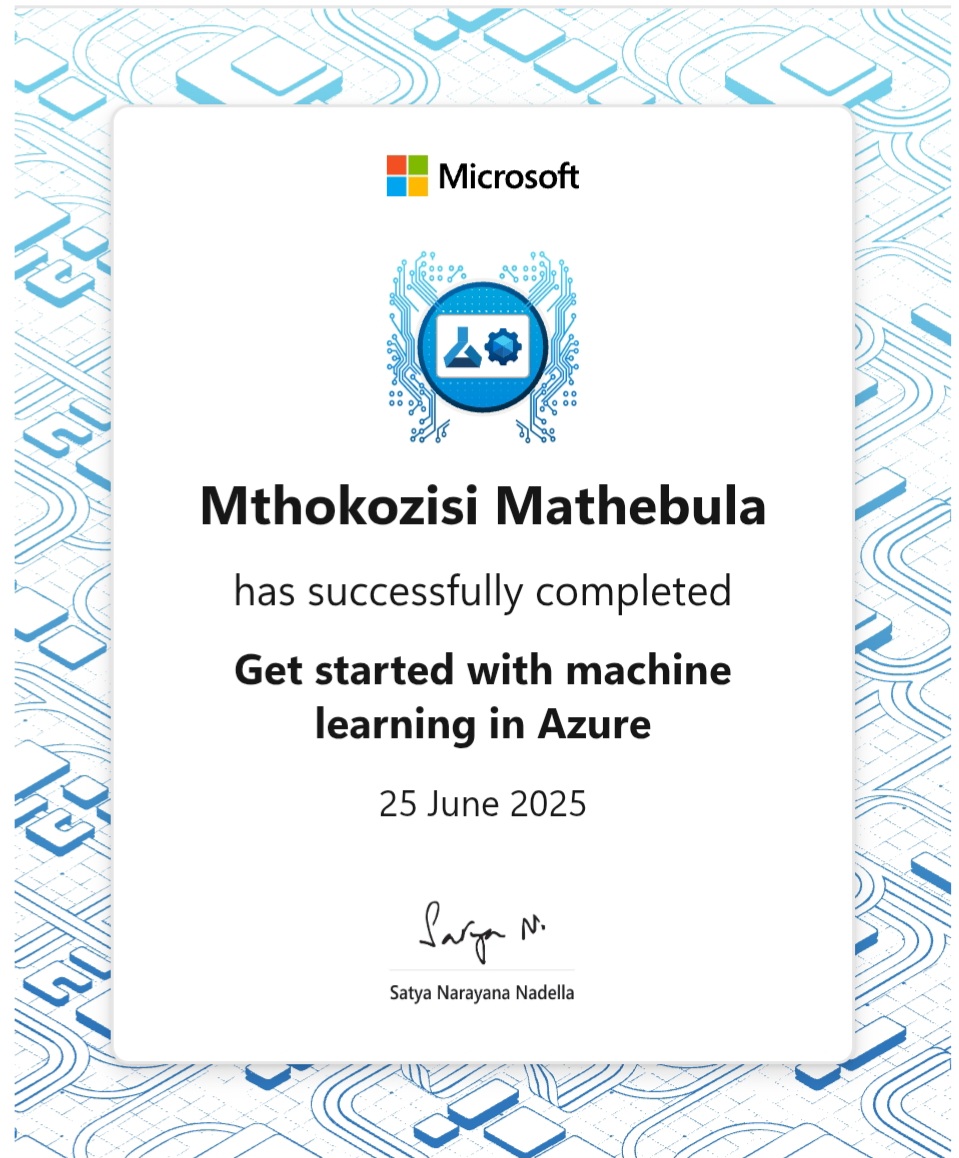 Microsoft
Mthokozisi Mathebula
has successfully completed
Get started with machine
learning in Azure
25 June 2025
Satya N.
Satya Narayana Nadella